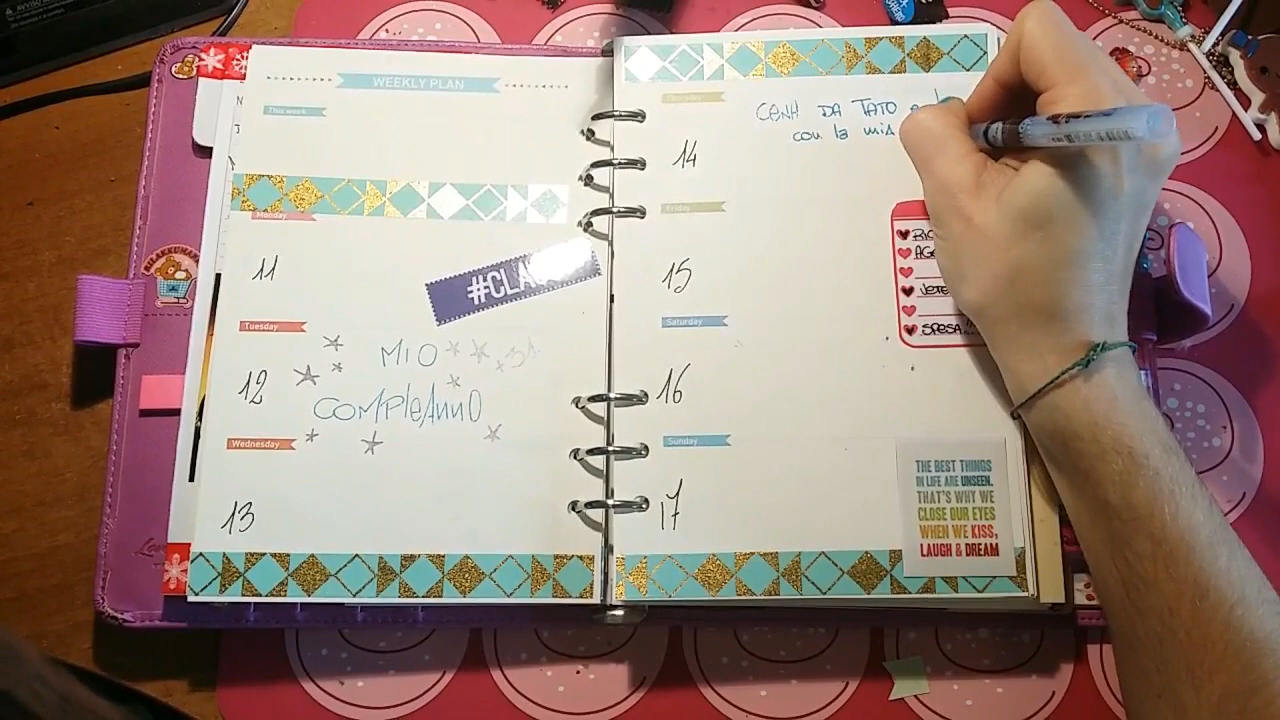 WEEKLY PLAN
This week
Monday
11
Tuesday
12
MIO
COMPleAnnO
Wednesday
13
Thursday
14
CENA DA TATO
con la mia
Friday
15
Saturday
16
SPESA!!
Sunday
17
THE BEST THINGS
IN LIFE ARE UNSEEN.
THAT'S WHY WE
CLOSE OUR EYES
WHEN WE KISS,
LAUGH & DREAM